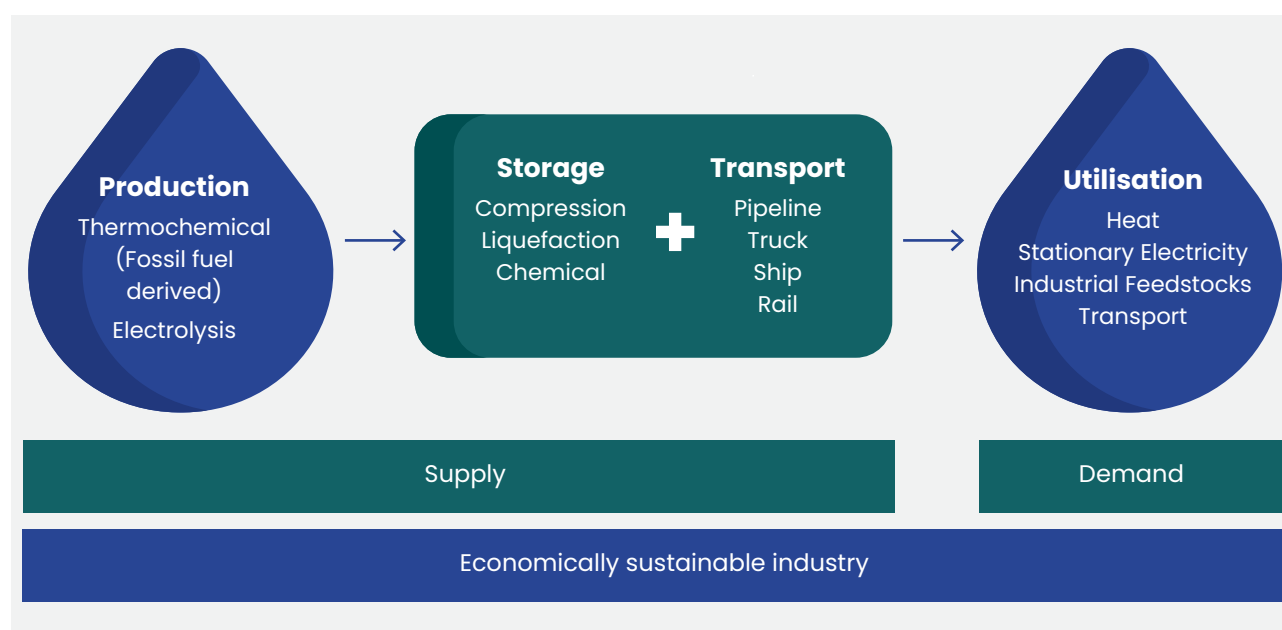 Production
Thermochemical
(Fossil fuel
derived)
Electrolysis
Storage
Compression
Liquefaction
Chemical
Transport
Pipeline
Truck
Ship
Rail
Utilisation
Heat
Stationary Electricity
Industrial Feedstocks
Transport
Supply
Demand
Economically sustainable industry